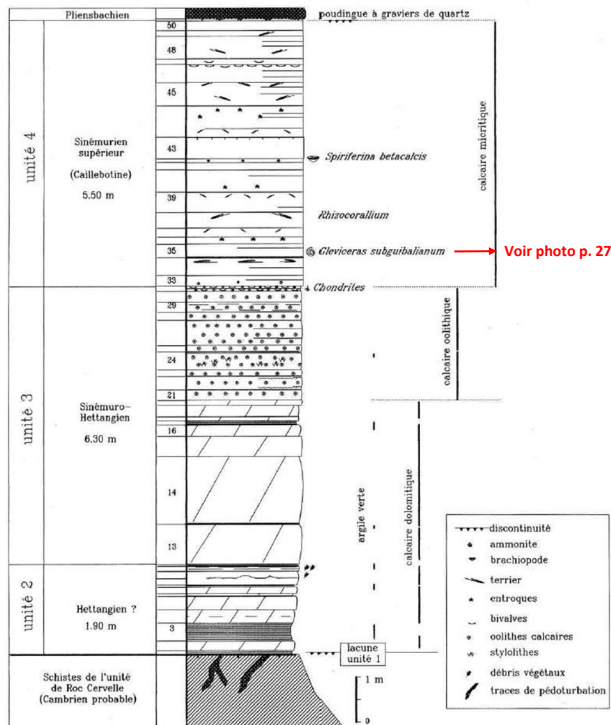 Pliensbachien
50
poudingue à graviers de quartz
48
45
unité 4
Sinémurien
supérieur
(Caillebotine)
5.50 m
43
Spiriferina betacalcis
calcaire micritique
39
Rhizocorallium
35
Gleviceras subguibalianum
Voir photo p. 27
33
Chondrites
29
calcaire oolithique
24
21
unité 3
Sinémuro-
Hettangien
6.30 m
16
14
13
argile verte
calcaire dolomitique
unité 2
Hettangien ?
1.90 m
3
lacune
unité 1
Schistes de l'unité
de Roc Cervelle
(Cambrien probable)
1 m
0
discontinuité
ammonite
brachiopode
terrier
entroques
bivalves
oolithes calcaires
stylolithes
débris végétaux
traces de pédoturbation